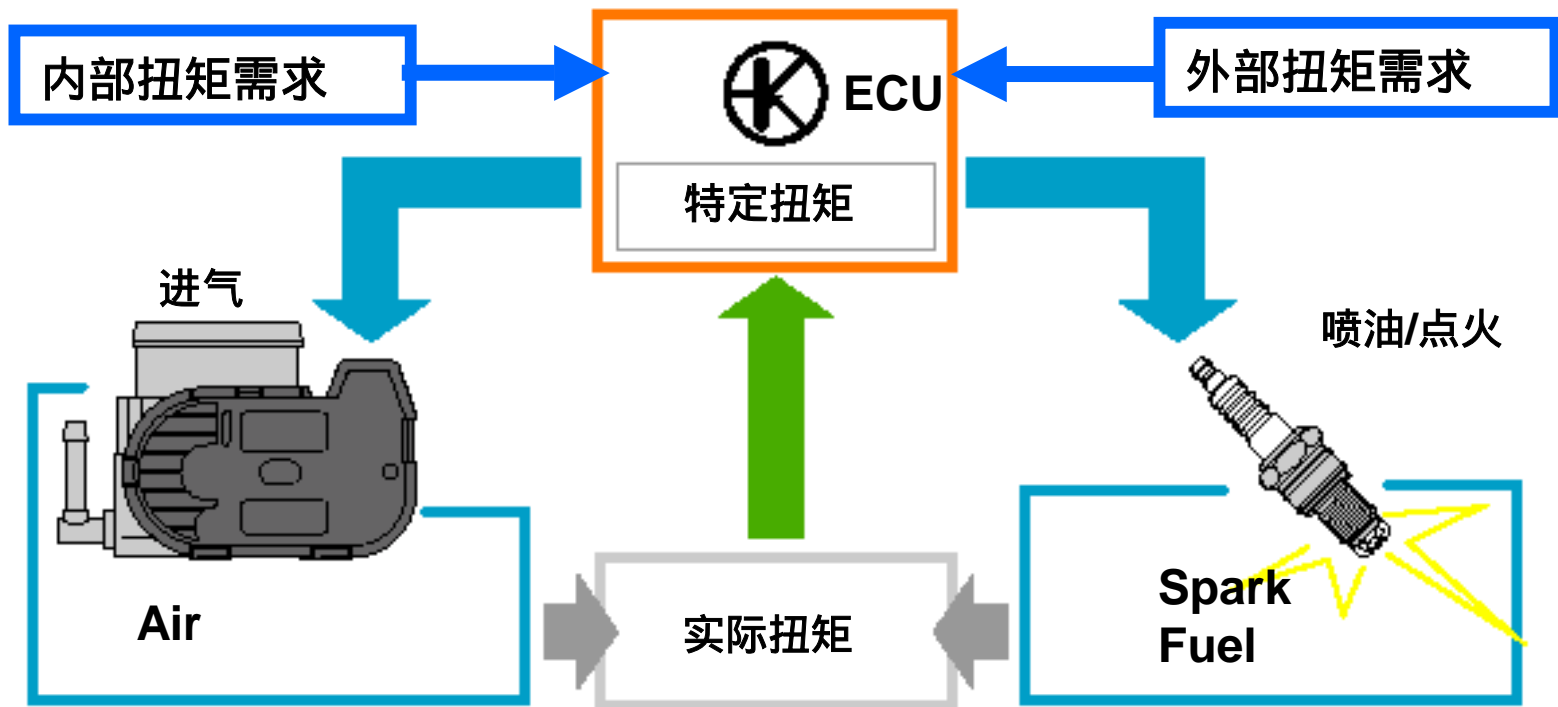 内部扭矩需求
ECU
外部扭矩需求
特定扭矩
进气
喷油/点火
Air
实际扭矩
Spark
Fuel